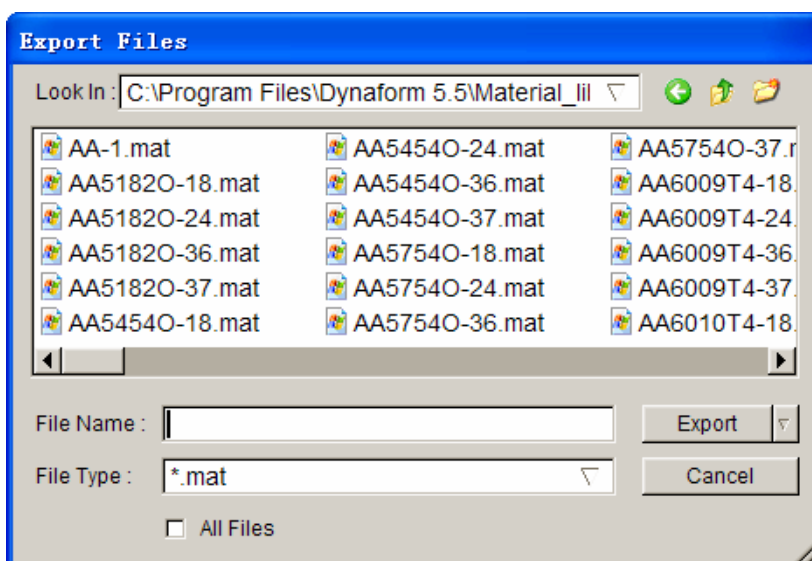 Export Files
Look In : C:\Program Files\Dynaform 5.5\Material_lil
AA-1.mat AA5454O-24.mat AA5754O-37.r
AA5182O-18.mat AA5454O-36.mat AA6009T4-18.
AA5182O-24.mat AA5454O-37.mat AA6009T4-24.
AA5182O-36.mat AA5754O-18.mat AA6009T4-36.
AA5182O-37.mat AA5754O-24.mat AA6009T4-37.
AA5454O-18.mat AA5754O-36.mat AA6010T4-18.
File Name : Export
File Type : *.mat Cancel
All Files